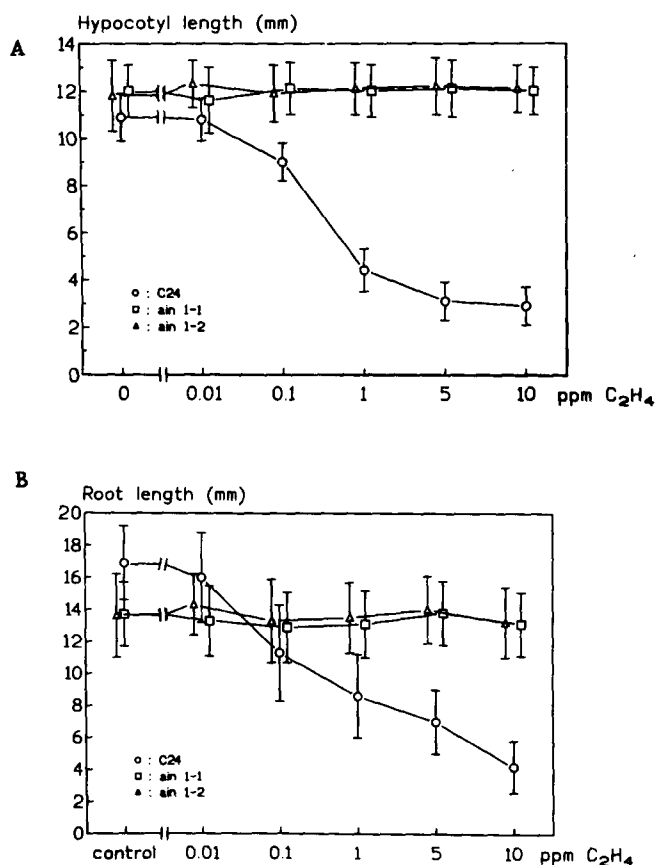 A
Hypocotyl length (mm)
14
12
10
8
6
4
2
0
○ : C24
□ : ain 1-1
△ : ain 1-2
0 0.01 0.1 1 5 10 ppm C₂H₄
B
Root length (mm)
20
18
16
14
12
10
8
6
4
2
0
○ : C24
□ : ain 1-1
△ : ain 1-2
control 0.01 0.1 1 5 10 ppm C₂H₄